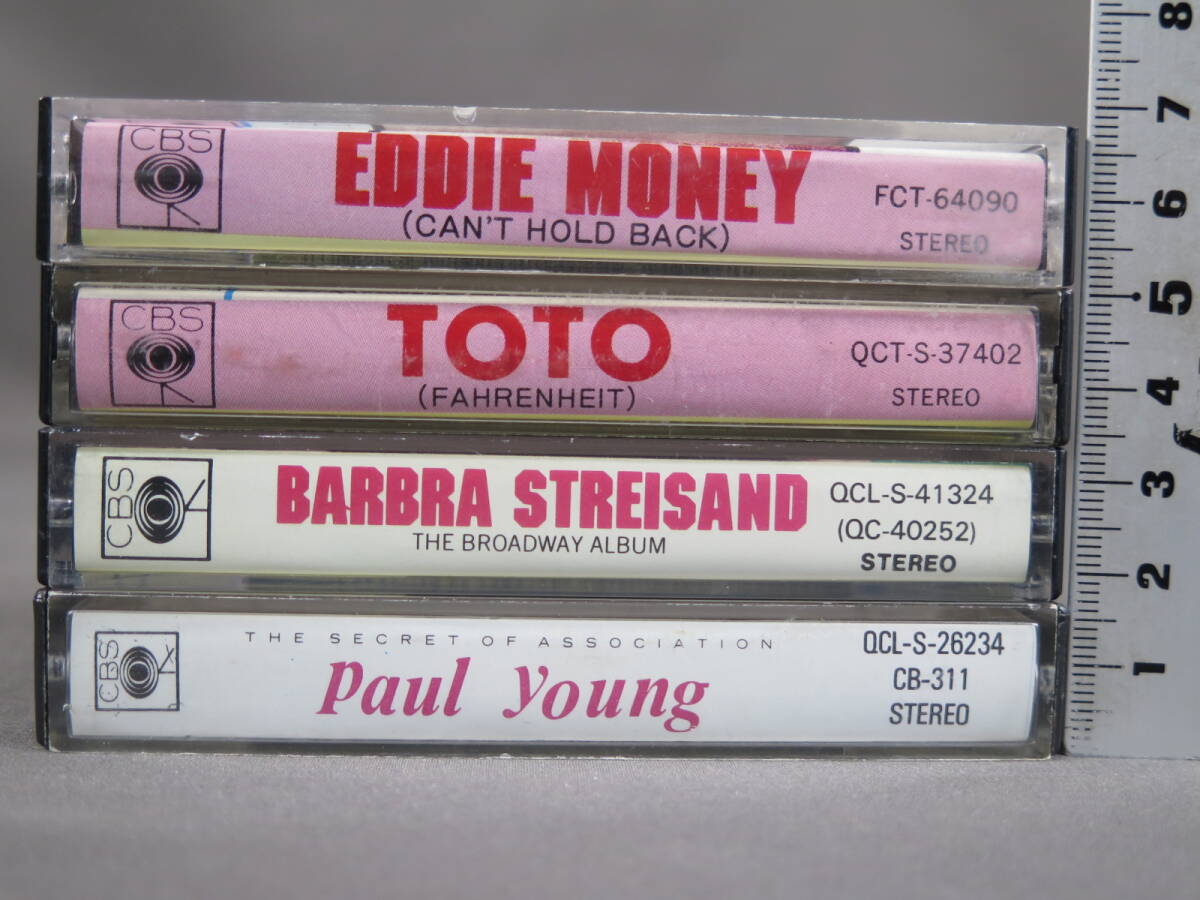 CBS
EDDIE MONEY
(CAN'T HOLD BACK)
FCT-64090
STEREO
CBS
TOTO
(FAHRENHEIT)
QCT-S-37402
STEREO
CBS
BARBRA STREISAND
THE BROADWAY ALBUM
QCL-S-41324
(QC-40252)
STEREO
CBS
THE SECRET OF ASSOCIATION
Paul Young
QCL-S-26234
CB-311
STEREO
8
7
6
5
4
3
2
1